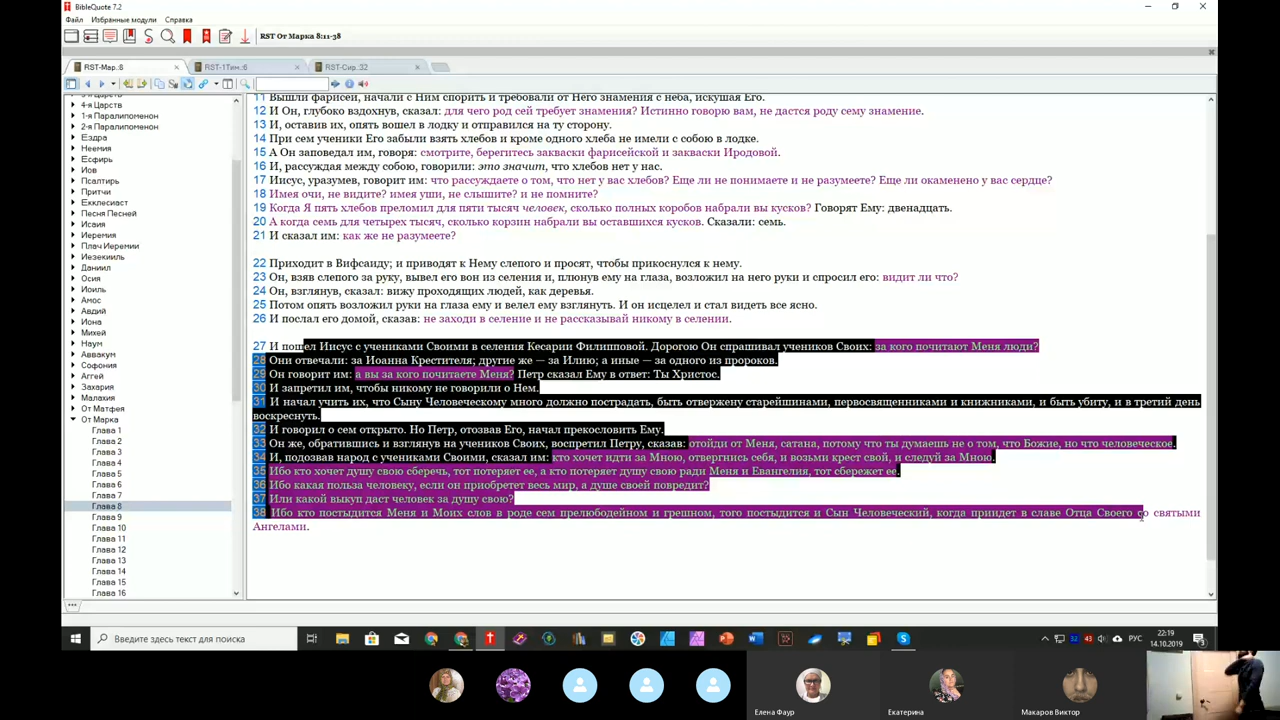 BibleQuote 7.2
Файл Избранные модули Справка
RST От Марка 8:11-38
RST-Мар.:8
RST-1Тим.:6
RST-Сир.:32
4-я Царств
1-я Паралипоменон
2-я Паралипоменон
Ездра
Неемия
Есфирь
Иов
Псалтирь
Притчи
Екклесиаст
Песня Песней
Исаия
Иеремия
Плач Иеремии
Иезекииль
Даниил
Осия
Иоиль
Амос
Авдий
Иона
Михей
Наум
Аввакум
Софония
Аггей
Захария
Малахия
От Матфея
От Марка
Глава 1
Глава 2
Глава 3
Глава 4
Глава 5
Глава 6
Глава 7
Глава 8
Глава 9
Глава 10
Глава 11
Глава 12
Глава 13
Глава 14
Глава 15
Глава 16
11 Вышли фарисеи, начали с Ним спорить и требовали от Него знамения с неба, искушая Его.
12 И Он, глубоко вздохнув, сказал: для чего род сей требует знамения? Истинно говорю вам, не дастся роду сему знамение.
13 И, оставив их, опять вошел в лодку и отправился на ту сторону.
14 При сем ученики Его забыли взять хлебов и кроме одного хлеба не имели с собою в лодке.
15 А Он заповедал им, говоря: смотрите, берегитесь закваски фарисейской и закваски Иродовой.
16 И, рассуждая между собою, говорили: это значит, что хлебов нет у нас.
17 Иисус, уразумев, говорит им: что рассуждаете о том, что нет у вас хлебов? Еще ли не понимаете и не разумеете? Еще ли окаменено у вас сердце?
18 Имея очи, не видите? имея уши, не слышите? и не помните?
19 Когда Я пять хлебов преломил для пяти тысяч человек, сколько полных коробов набрали вы кусков? Говорят Ему: двенадцать.
20 А когда семь для четырех тысяч, сколько корзин набрали вы оставшихся кусков. Сказали: семь.
21 И сказал им: как же не разумеете?
22 Приходит в Вифсаиду; и приводят к Нему слепого и просят, чтобы прикоснулся к нему.
23 Он, взяв слепого за руку, вывел его вон из селения и, плюнув ему на глаза, возложил на него руки и спросил его: видит ли что?
24 Он, взглянув, сказал: вижу проходящих людей, как деревья.
25 Потом опять возложил руки на глаза ему и велел ему взглянуть. И он исцелел и стал видеть все ясно.
26 И послал его домой, сказав: не заходи в селение и не рассказывай никому в селении.
27 И пошел Иисус с учениками Своими в селения Кесарии Филипповой. Дорогою Он спрашивал учеников Своих: за кого почитают Меня люди?
28 Они отвечали: за Иоанна Крестителя; другие же — за Илию; а иные — за одного из пророков.
29 Он говорит им: а вы за кого почитаете Меня? Петр сказал Ему в ответ: Ты Христос.
30 И запретил им, чтобы никому не говорили о Нем.
31 И начал учить их, что Сыну Человеческому много должно пострадать, быть отвержену старейшинами, первосвященниками и книжниками, и быть убиту, и в третий день
воскреснуть.
32 И говорил о сем открыто. Но Петр, отозвав Его, начал прекословить Ему.
33 Он же, обратившись и взглянув на учеников Своих, воспретил Петру, сказав: отойди от Меня, сатана, потому что ты думаешь не о том, что Божие, но что человеческое.
34 И, подозвав народ с учениками Своими, сказал им: кто хочет идти за Мною, отвергнись себя, и возьми крест свой, и следуй за Мною.
35 Ибо кто хочет душу свою сберечь, тот потеряет ее, а кто потеряет душу свою ради Меня и Евангелия, тот сбережет ее.
36 Ибо какая польза человеку, если он приобретет весь мир, а душе своей повредит?
37 Или какой выкуп даст человек за душу свою?
38 Ибо кто постыдится Меня и Моих слов в роде сем прелюбодейном и грешном, того постыдится и Сын Человеческий, когда приидет в славе Отца Своего со святыми
Ангелами.
Введите здесь текст для поиска
32
43
РУС
22:19
14.10.2019
3
Елена Фаур
Екатерина
Макаров Виктор